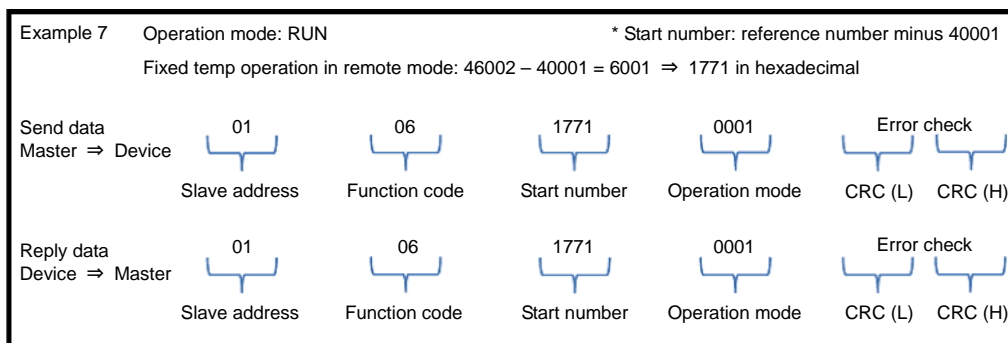 Example 7 Operation mode: RUN * Start number: reference number minus 40001
Fixed temp operation in remote mode: 46002 – 40001 = 6001 ⇒ 1771 in hexadecimal
Send data 01 06 1771 0001 Error check
Master ⇒ Device
Slave address Function code Start number Operation mode CRC (L) CRC (H)
Reply data 01 06 1771 0001 Error check
Device ⇒ Master
Slave address Function code Start number Operation mode CRC (L) CRC (H)